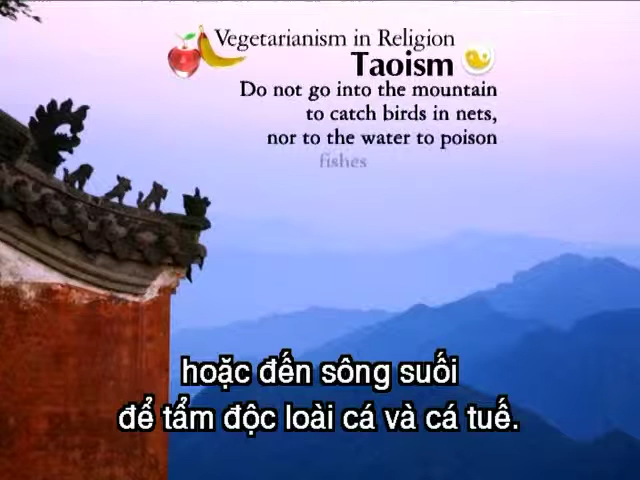 Vegetarianism in Religion
Taoism
Do not go into the mountain
to catch birds in nets,
nor to the water to poison
fishes
hoặc đến sông suối
để tẩm độc loài cá và cá tuế.